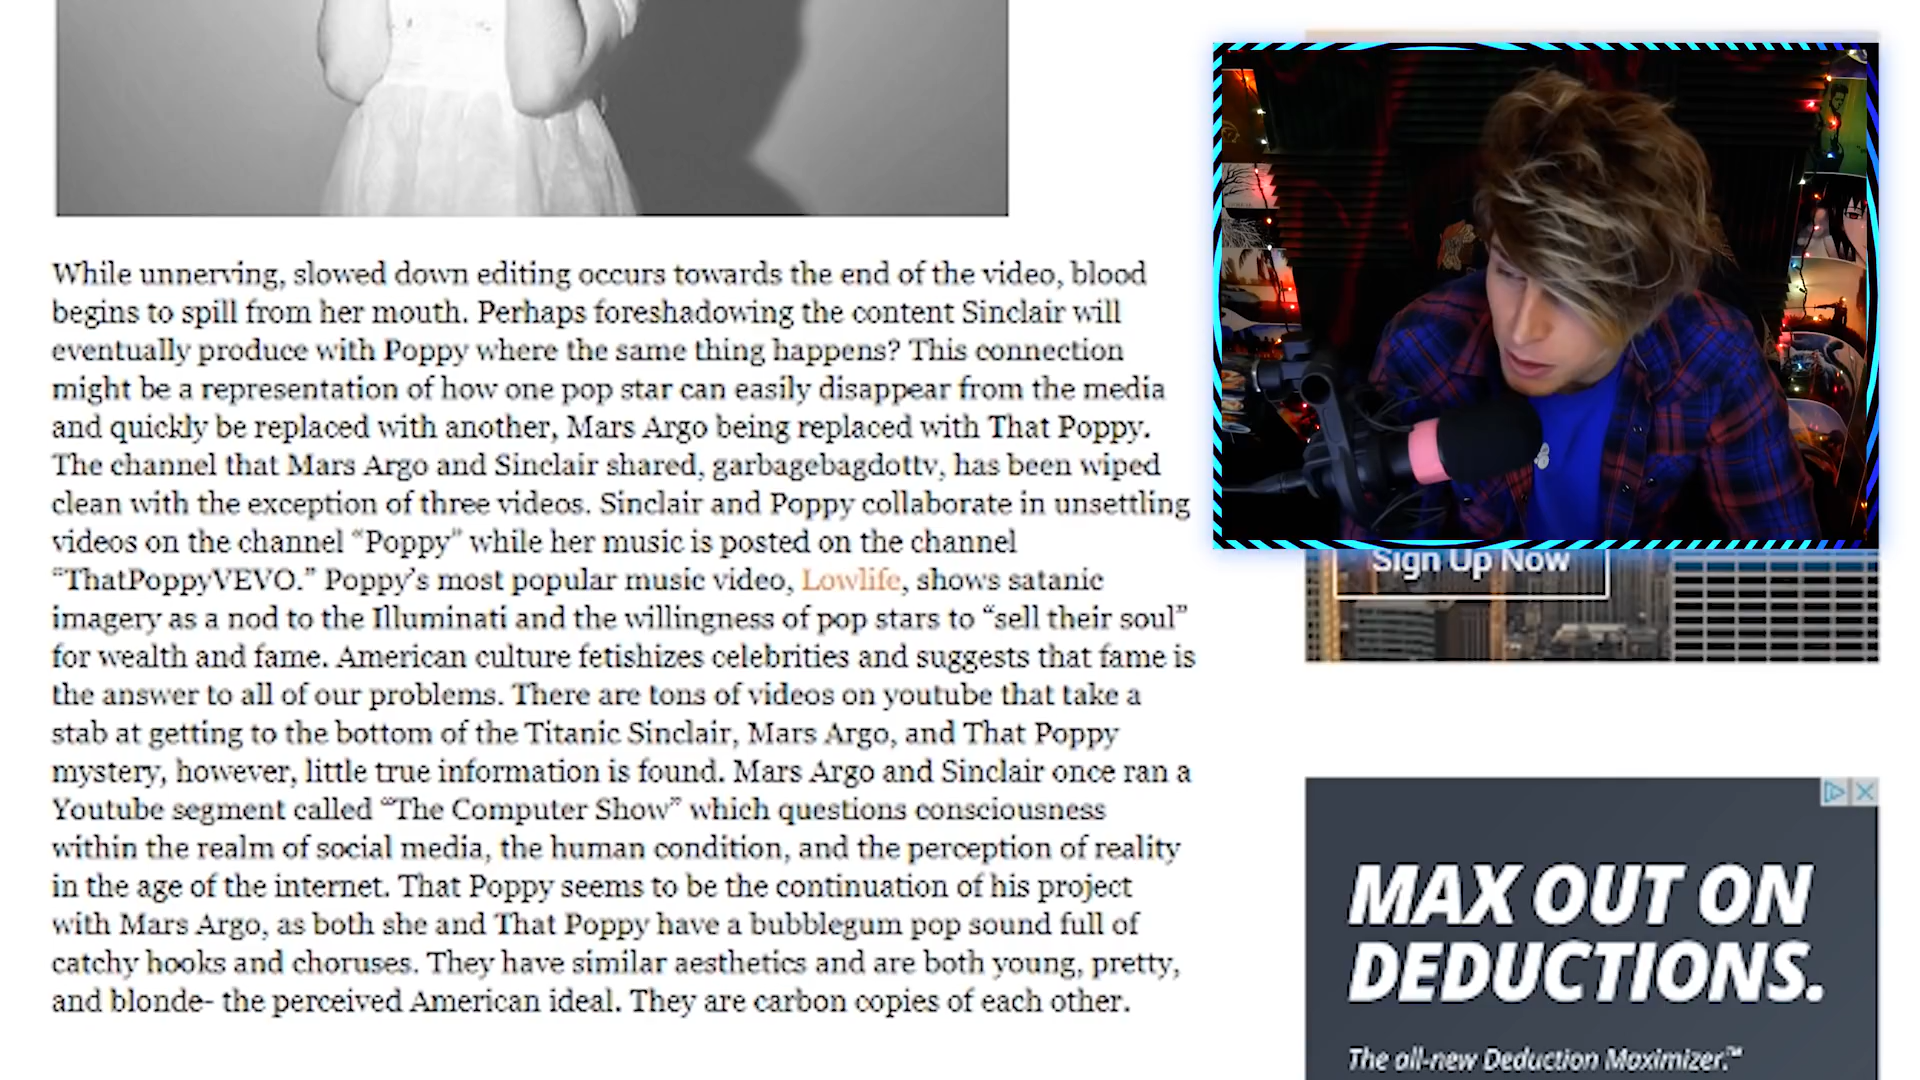 While unnerving, slowed down editing occurs towards the end of the video, blood
begins to spill from her mouth. Perhaps foreshadowing the content Sinclair will
eventually produce with Poppy where the same thing happens? This connection
might be a representation of how one pop star can easily disappear from the media
and quickly be replaced with another, Mars Argo being replaced with That Poppy.
The channel that Mars Argo and Sinclair shared, garbagebagdottv, has been wiped
clean with the exception of three videos. Sinclair and Poppy collaborate in unsettling
videos on the channel “Poppy” while her music is posted on the channel
“ThatPoppyVEVO.” Poppy’s most popular music video, Lowlife, shows satanic
imagery as a nod to the Illuminati and the willingness of pop stars to “sell their soul”
for wealth and fame. American culture fetishizes celebrities and suggests that fame is
the answer to all of our problems. There are tons of videos on youtube that take a
stab at getting to the bottom of the Titanic Sinclair, Mars Argo, and That Poppy
mystery, however, little true information is found. Mars Argo and Sinclair once ran a
Youtube segment called “The Computer Show” which questions consciousness
within the realm of social media, the human condition, and the perception of reality
in the age of the internet. That Poppy seems to be the continuation of his project
with Mars Argo, as both she and That Poppy have a bubblegum pop sound full of
catchy hooks and choruses. They have similar aesthetics and are both young, pretty,
and blonde- the perceived American ideal. They are carbon copies of each other.
Sign Up Now
MAX OUT ON
DEDUCTIONS.
The all-new Deduction Maximizer.™